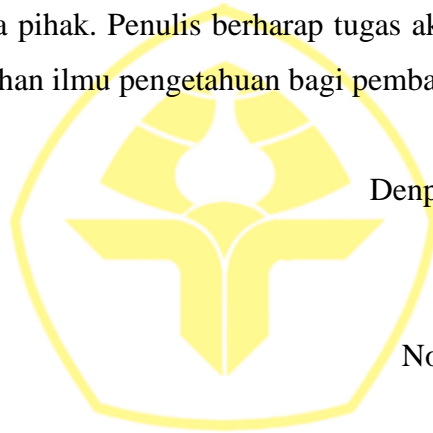 a pihak. Penulis berharap tugas ak
han ilmu pengetahuan bagi pemba
Denp
No